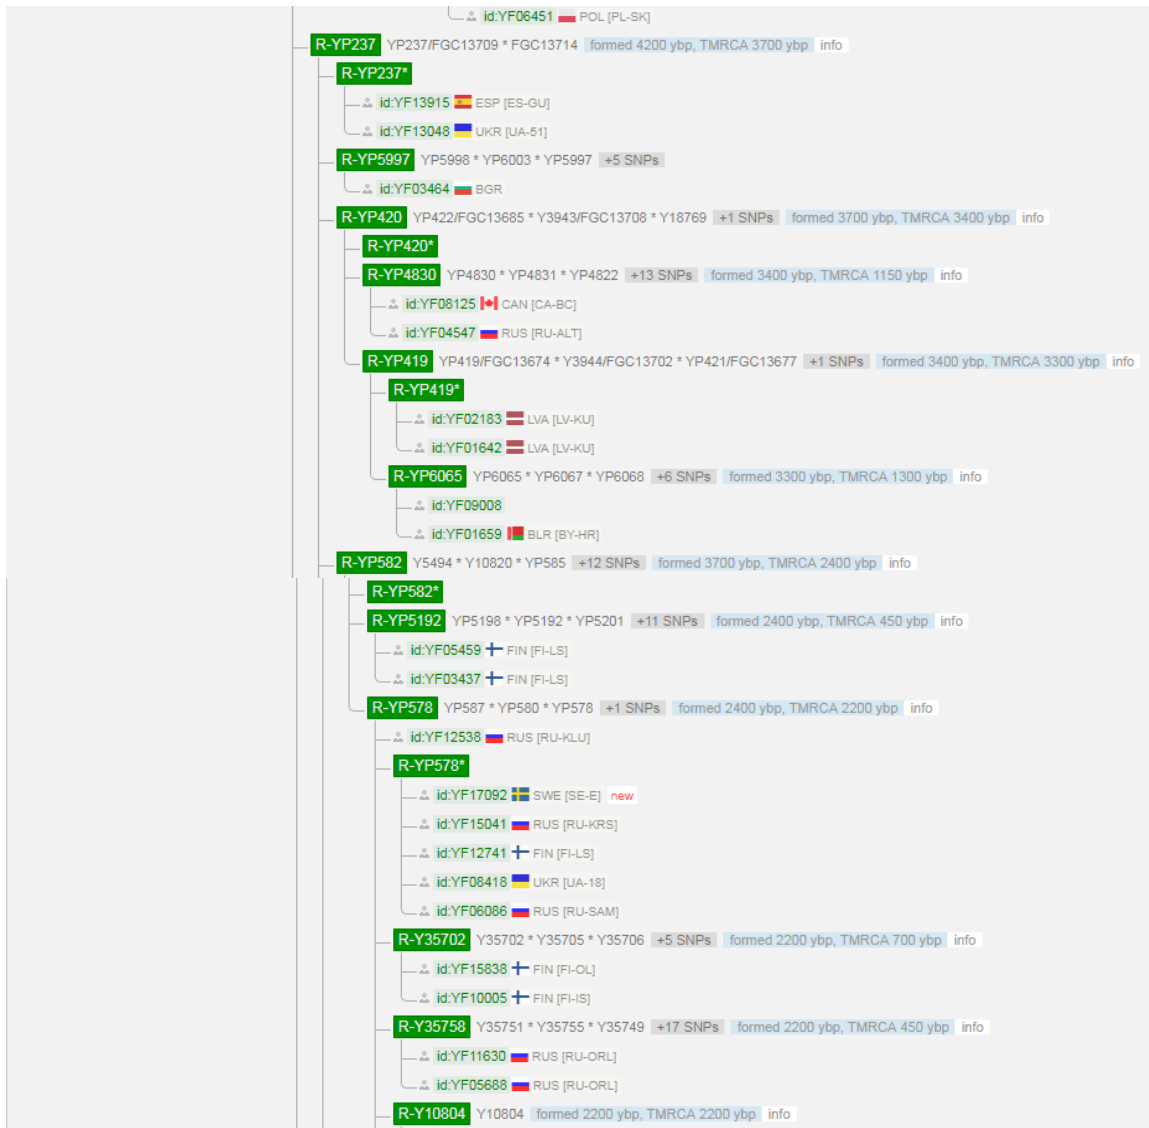 id:YF06451 POL [PL-SK]
R-YP237 YP237/FGC13709 * FGC13714 formed 4200 ybp, TMRCA 3700 ybp info
R-YP237*
id:YF13915 ESP [ES-GU]
id:YF13048 UKR [UA-51]
R-YP5997 YP5998 * YP6003 * YP5997 +5 SNPs
id:YF03464 BGR
R-YP420 YP422/FGC13685 * Y3943/FGC13708 * Y18769 +1 SNPs formed 3700 ybp, TMRCA 3400 ybp info
R-YP420*
R-YP4830 YP4830 * YP4831 * YP4822 +13 SNPs formed 3400 ybp, TMRCA 1150 ybp info
id:YF08125 CAN [CA-BC]
id:YF04547 RUS [RU-ALT]
R-YP419 YP419/FGC13674 * Y3944/FGC13702 * YP421/FGC13677 +1 SNPs formed 3400 ybp, TMRCA 3300 ybp info
R-YP419*
id:YF02183 LVA [LV-KU]
id:YF01642 LVA [LV-KU]
R-YP6065 YP6065 * YP6067 * YP6068 +6 SNPs formed 3300 ybp, TMRCA 1300 ybp info
id:YF09008
id:YF01659 BLR [BY-HR]
R-YP582 Y5494 * Y10820 * YP585 +12 SNPs formed 3700 ybp, TMRCA 2400 ybp info
R-YP582*
R-YP5192 YP5198 * YP5192 * YP5201 +11 SNPs formed 2400 ybp, TMRCA 450 ybp info
id:YF05459 FIN [FI-LS]
id:YF03437 FIN [FI-LS]
R-YP578 YP587 * YP580 * YP578 +1 SNPs formed 2400 ybp, TMRCA 2200 ybp info
id:YF12538 RUS [RU-KLU]
R-YP578*
id:YF17092 SWE [SE-E] new
id:YF15041 RUS [RU-KRS]
id:YF12741 FIN [FI-LS]
id:YF08418 UKR [UA-18]
id:YF06086 RUS [RU-SAM]
R-Y35702 Y35702 * Y35705 * Y35706 +5 SNPs formed 2200 ybp, TMRCA 700 ybp info
id:YF15838 FIN [FI-OL]
id:YF10005 FIN [FI-IS]
R-Y35758 Y35751 * Y35755 * Y35749 +17 SNPs formed 2200 ybp, TMRCA 450 ybp info
id:YF11630 RUS [RU-ORL]
id:YF05688 RUS [RU-ORL]
R-Y10804 Y10804 formed 2200 ybp, TMRCA 2200 ybp info